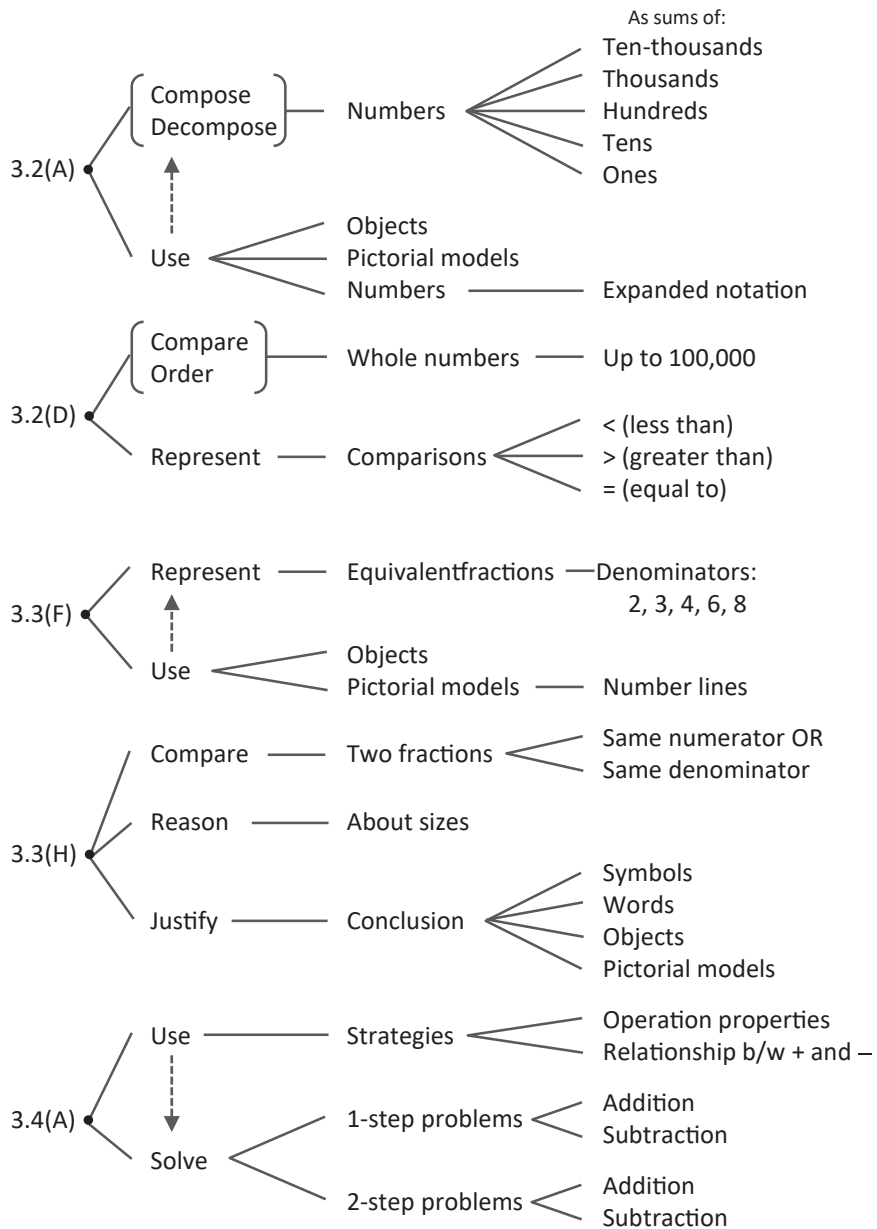 As sums of:
Ten-thousands
Compose
Thousands
Decompose
Numbers
Hundreds
Tens
3.2(A)
Ones
Objects
Use
Pictorial models
Numbers
Expanded notation
Compare
Order
Whole numbers
Up to 100,000
3.2(D)
< (less than)
Represent
Comparisons
> (greater than)
= (equal to)
Represent
Equivalentfractions
Denominators:
2, 3, 4, 6, 8
3.3(F)
Objects
Use
Pictorial models
Number lines
Same numerator OR
Compare
Two fractions
Same denominator
Reason
About sizes
3.3(H)
Symbols
Words
Justify
Conclusion
Objects
Pictorial models
Use
Strategies
Operation properties
Relationship b/w + and —
3.4(A)
1-step problems
Addition
Subtraction
Solve
2-step problems
Addition
Subtraction